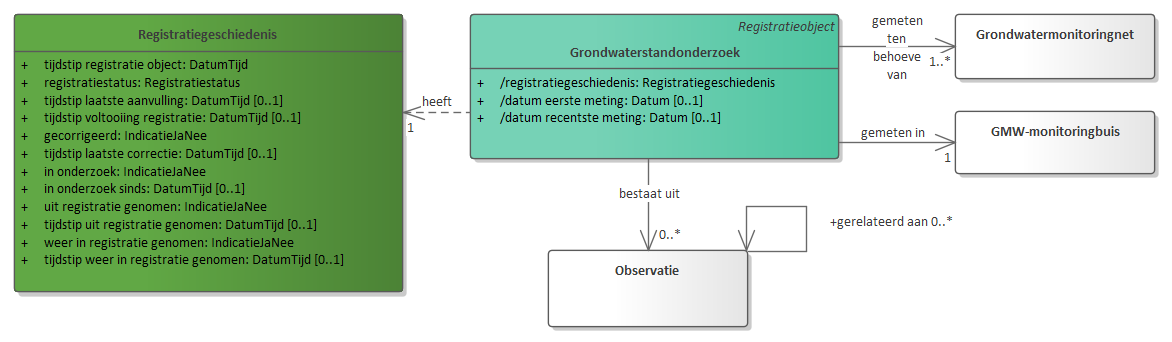 Registratiegeschiedenis
+ tijdstip registratie object: DatumTijd
+ registratiestatus: Registratiestatus
+ tijdstip laatste aanvulling: DatumTijd [0..1]
+ tijdstip voltooiing registratie: DatumTijd [0..1]
+ gecorrigeerd: IndicatieJaNee
+ tijdstip laatste correctie: DatumTijd [0..1]
+ in onderzoek: IndicatieJaNee
+ in onderzoek sinds: DatumTijd [0..1]
+ uit registratie genomen: IndicatieJaNee
+ tijdstip uit registratie genomen: DatumTijd [0..1]
+ weer in registratie genomen: IndicatieJaNee
+ tijdstip weer in registratie genomen: DatumTijd [0..1]
heeft
1
Registratieobject
Grondwaterstandonderzoek
+ /registratiegeschiedenis: Registratiegeschiedenis
+ /datum eerste meting: Datum [0..1]
+ /datum recentste meting: Datum [0..1]
gemeten
ten
behoeve
van
1..*
Grondwatermonitoringnet
gemeten in
1
GMW-monitoringbuis
bestaat uit
0..*
+gerelateerd aan 0..*
Observatie